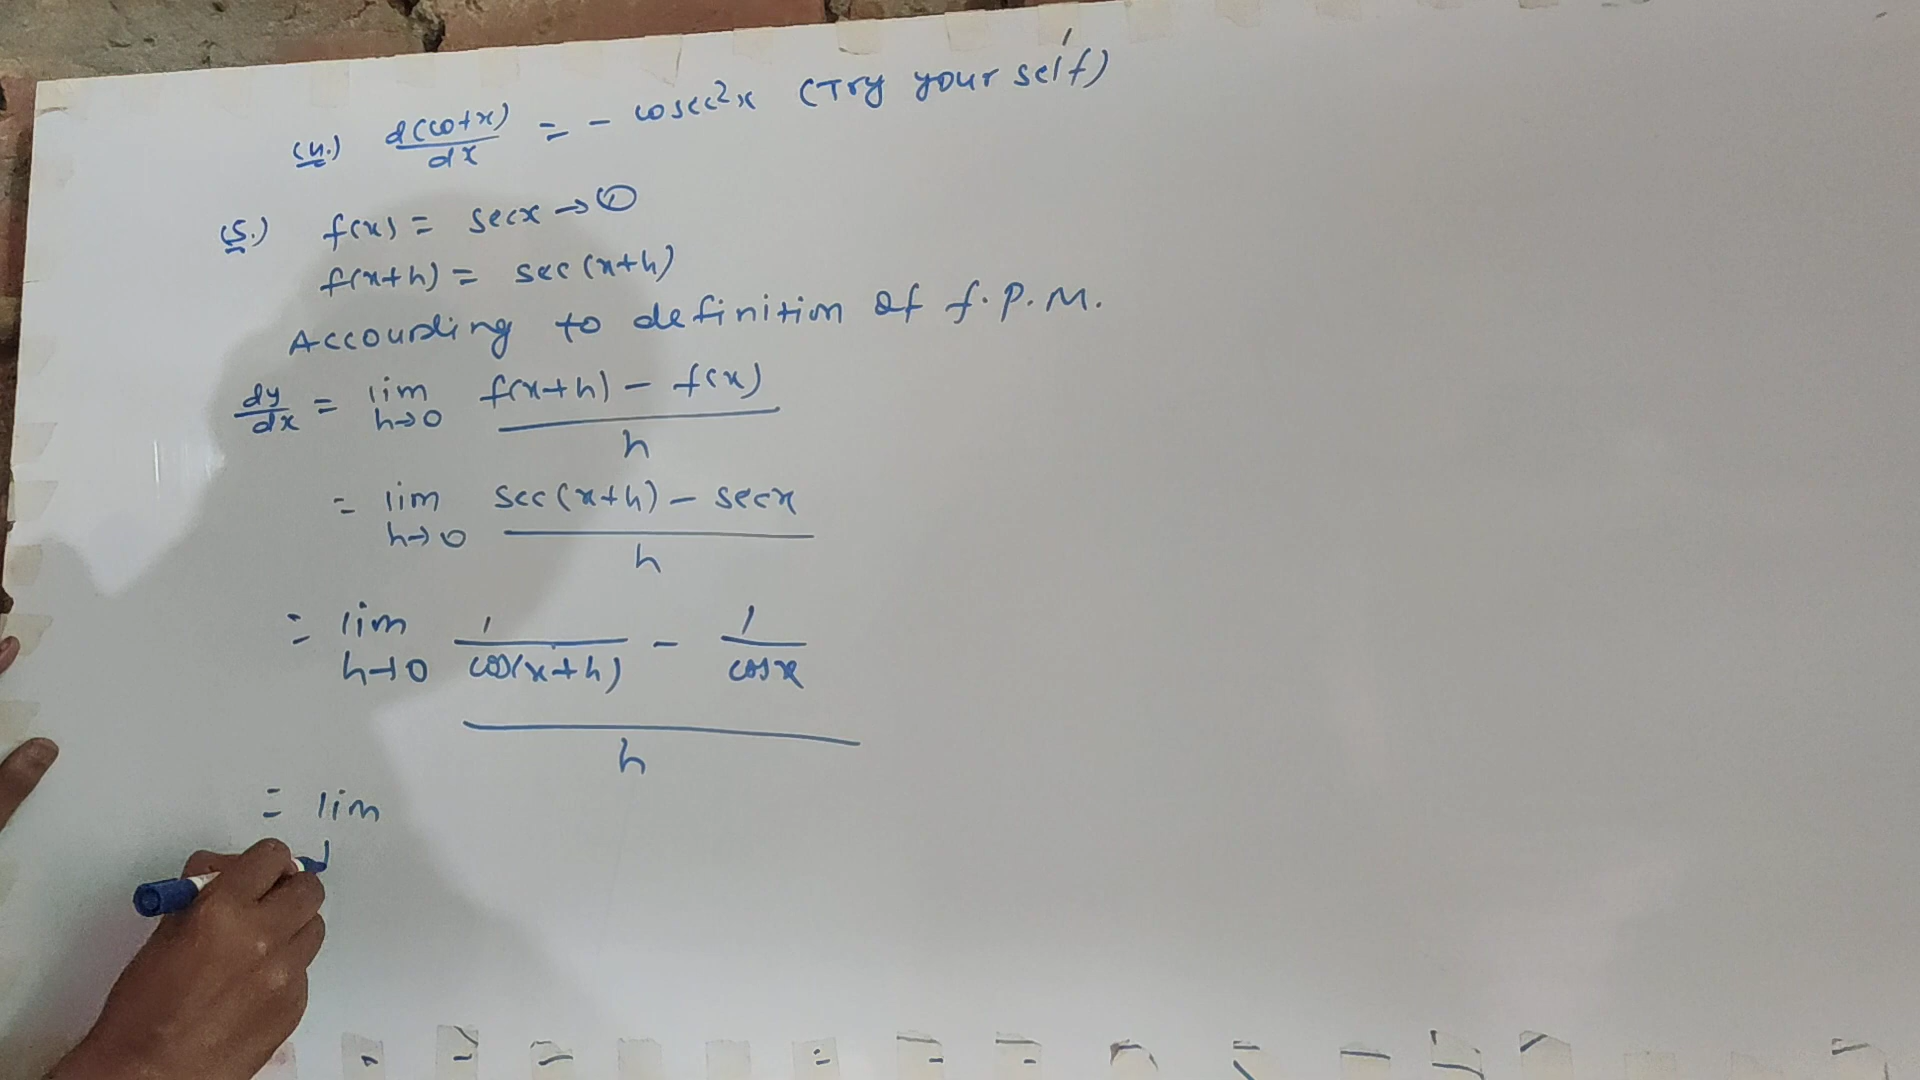 (4.) d(cotx)/dx = - cosec²x (Try your self)
(5.) f(x) = secx → ①
f(x+h) = sec(x+h)
According to definition of f.P.M.
dy/dx = lim h→0 f(x+h) - f(x) / h
= lim h→0 sec(x+h) - secx / h
= lim h→0 1/cos(x+h) - 1/cosx / h
= lim